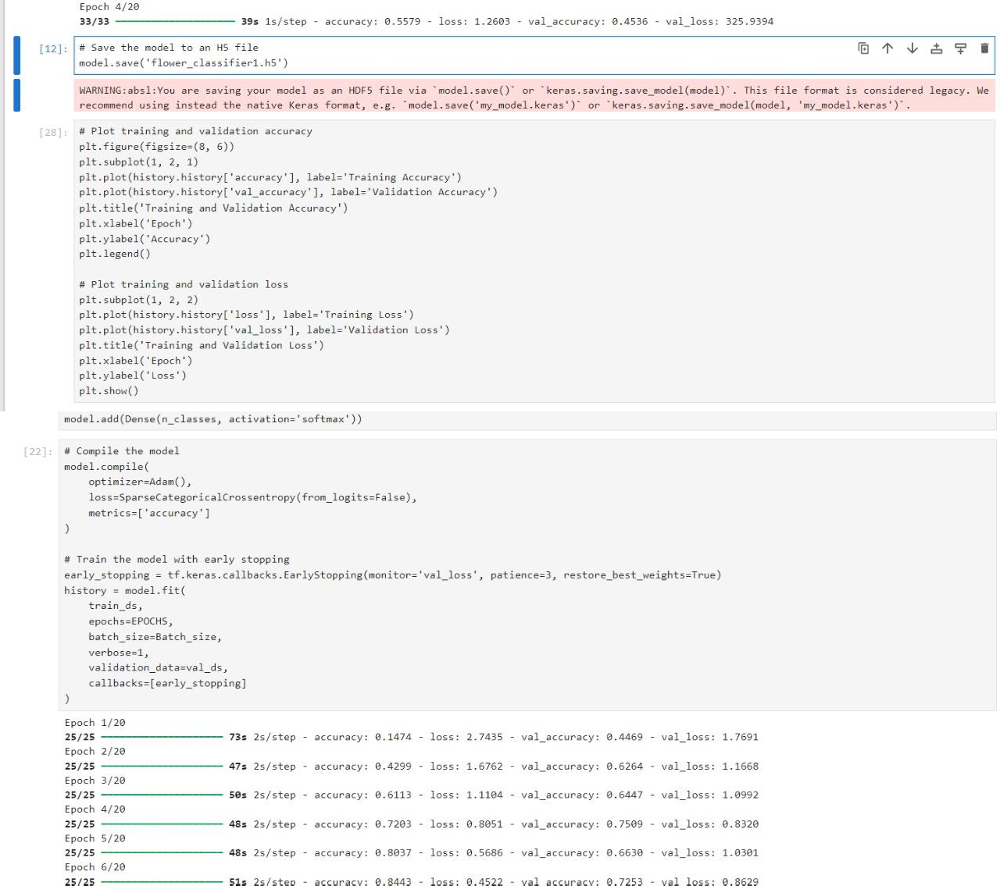 Epoch 4/20
33/33 ━━━━━━━━━━━━━━━━━━━━ 39s 1s/step - accuracy: 0.5579 - loss: 1.2603 - val_accuracy: 0.4536 - val_loss: 325.9394
[12]: # Save the model to an H5 file
model.save('flower_classifier1.h5')
WARNING:absl:You are saving your model as an HDF5 file via `model.save()` or `keras.saving.save_model(model)`. This file format is considered legacy. We
recommend using instead the native Keras format, e.g. `model.save('my_model.keras')` or `keras.saving.save_model(model, 'my_model.keras')`.
[28]: # Plot training and validation accuracy
plt.figure(figsize=(8, 6))
plt.subplot(1, 2, 1)
plt.plot(history.history['accuracy'], label='Training Accuracy')
plt.plot(history.history['val_accuracy'], label='Validation Accuracy')
plt.title('Training and Validation Accuracy')
plt.xlabel('Epoch')
plt.ylabel('Accuracy')
plt.legend()

# Plot training and validation loss
plt.subplot(1, 2, 2)
plt.plot(history.history['loss'], label='Training Loss')
plt.plot(history.history['val_loss'], label='Validation Loss')
plt.title('Training and Validation Loss')
plt.xlabel('Epoch')
plt.ylabel('Loss')
plt.show()
model.add(Dense(n_classes, activation='softmax'))
[22]: # Compile the model
model.compile(
    optimizer=Adam(),
    loss=SparseCategoricalCrossentropy(from_logits=False),
    metrics=['accuracy']
)

# Train the model with early stopping
early_stopping = tf.keras.callbacks.EarlyStopping(monitor='val_loss', patience=3, restore_best_weights=True)
history = model.fit(
    train_ds,
    epochs=EPOCHS,
    batch_size=Batch_size,
    verbose=1,
    validation_data=val_ds,
    callbacks=[early_stopping]
)
Epoch 1/20
25/25 ━━━━━━━━━━━━━━━━━━━━ 73s 2s/step - accuracy: 0.1474 - loss: 2.7435 - val_accuracy: 0.4469 - val_loss: 1.7691
Epoch 2/20
25/25 ━━━━━━━━━━━━━━━━━━━━ 47s 2s/step - accuracy: 0.4299 - loss: 1.6762 - val_accuracy: 0.6264 - val_loss: 1.1668
Epoch 3/20
25/25 ━━━━━━━━━━━━━━━━━━━━ 50s 2s/step - accuracy: 0.6113 - loss: 1.1104 - val_accuracy: 0.6447 - val_loss: 1.0992
Epoch 4/20
25/25 ━━━━━━━━━━━━━━━━━━━━ 48s 2s/step - accuracy: 0.7203 - loss: 0.8051 - val_accuracy: 0.7509 - val_loss: 0.8320
Epoch 5/20
25/25 ━━━━━━━━━━━━━━━━━━━━ 48s 2s/step - accuracy: 0.8037 - loss: 0.5686 - val_accuracy: 0.6630 - val_loss: 1.0301
Epoch 6/20
25/25 ━━━━━━━━━━━━━━━━━━━━ 51s 2s/step - accuracy: 0.8443 - loss: 0.4522 - val_accuracy: 0.7253 - val_loss: 0.8629